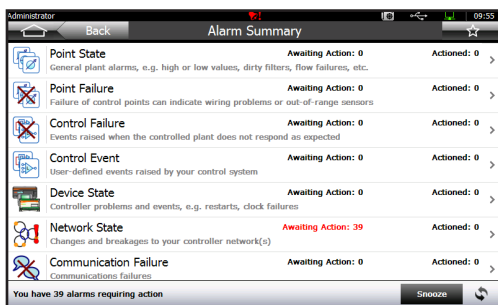 Administrator 09:55
Back Alarm Summary
Point State Awaiting Action: 0 Actioned: 0
General plant alarms, e.g. high or low values, dirty filters, flow failures, etc.
Point Failure Awaiting Action: 0 Actioned: 0
Failure of control points can indicate wiring problems or out-of-range sensors
Control Failure Awaiting Action: 0 Actioned: 0
Events raised when the controlled plant does not respond as expected
Control Event Awaiting Action: 0 Actioned: 0
User-defined events raised by your control system
Device State Awaiting Action: 0 Actioned: 0
Controller problems and events, e.g. restarts, clock failures
Network State Awaiting Action: 39 Actioned: 0
Changes and breakages to your controller network(s)
Communication Failure Awaiting Action: 0 Actioned: 0
Communications failures
You have 39 alarms requiring action Snooze